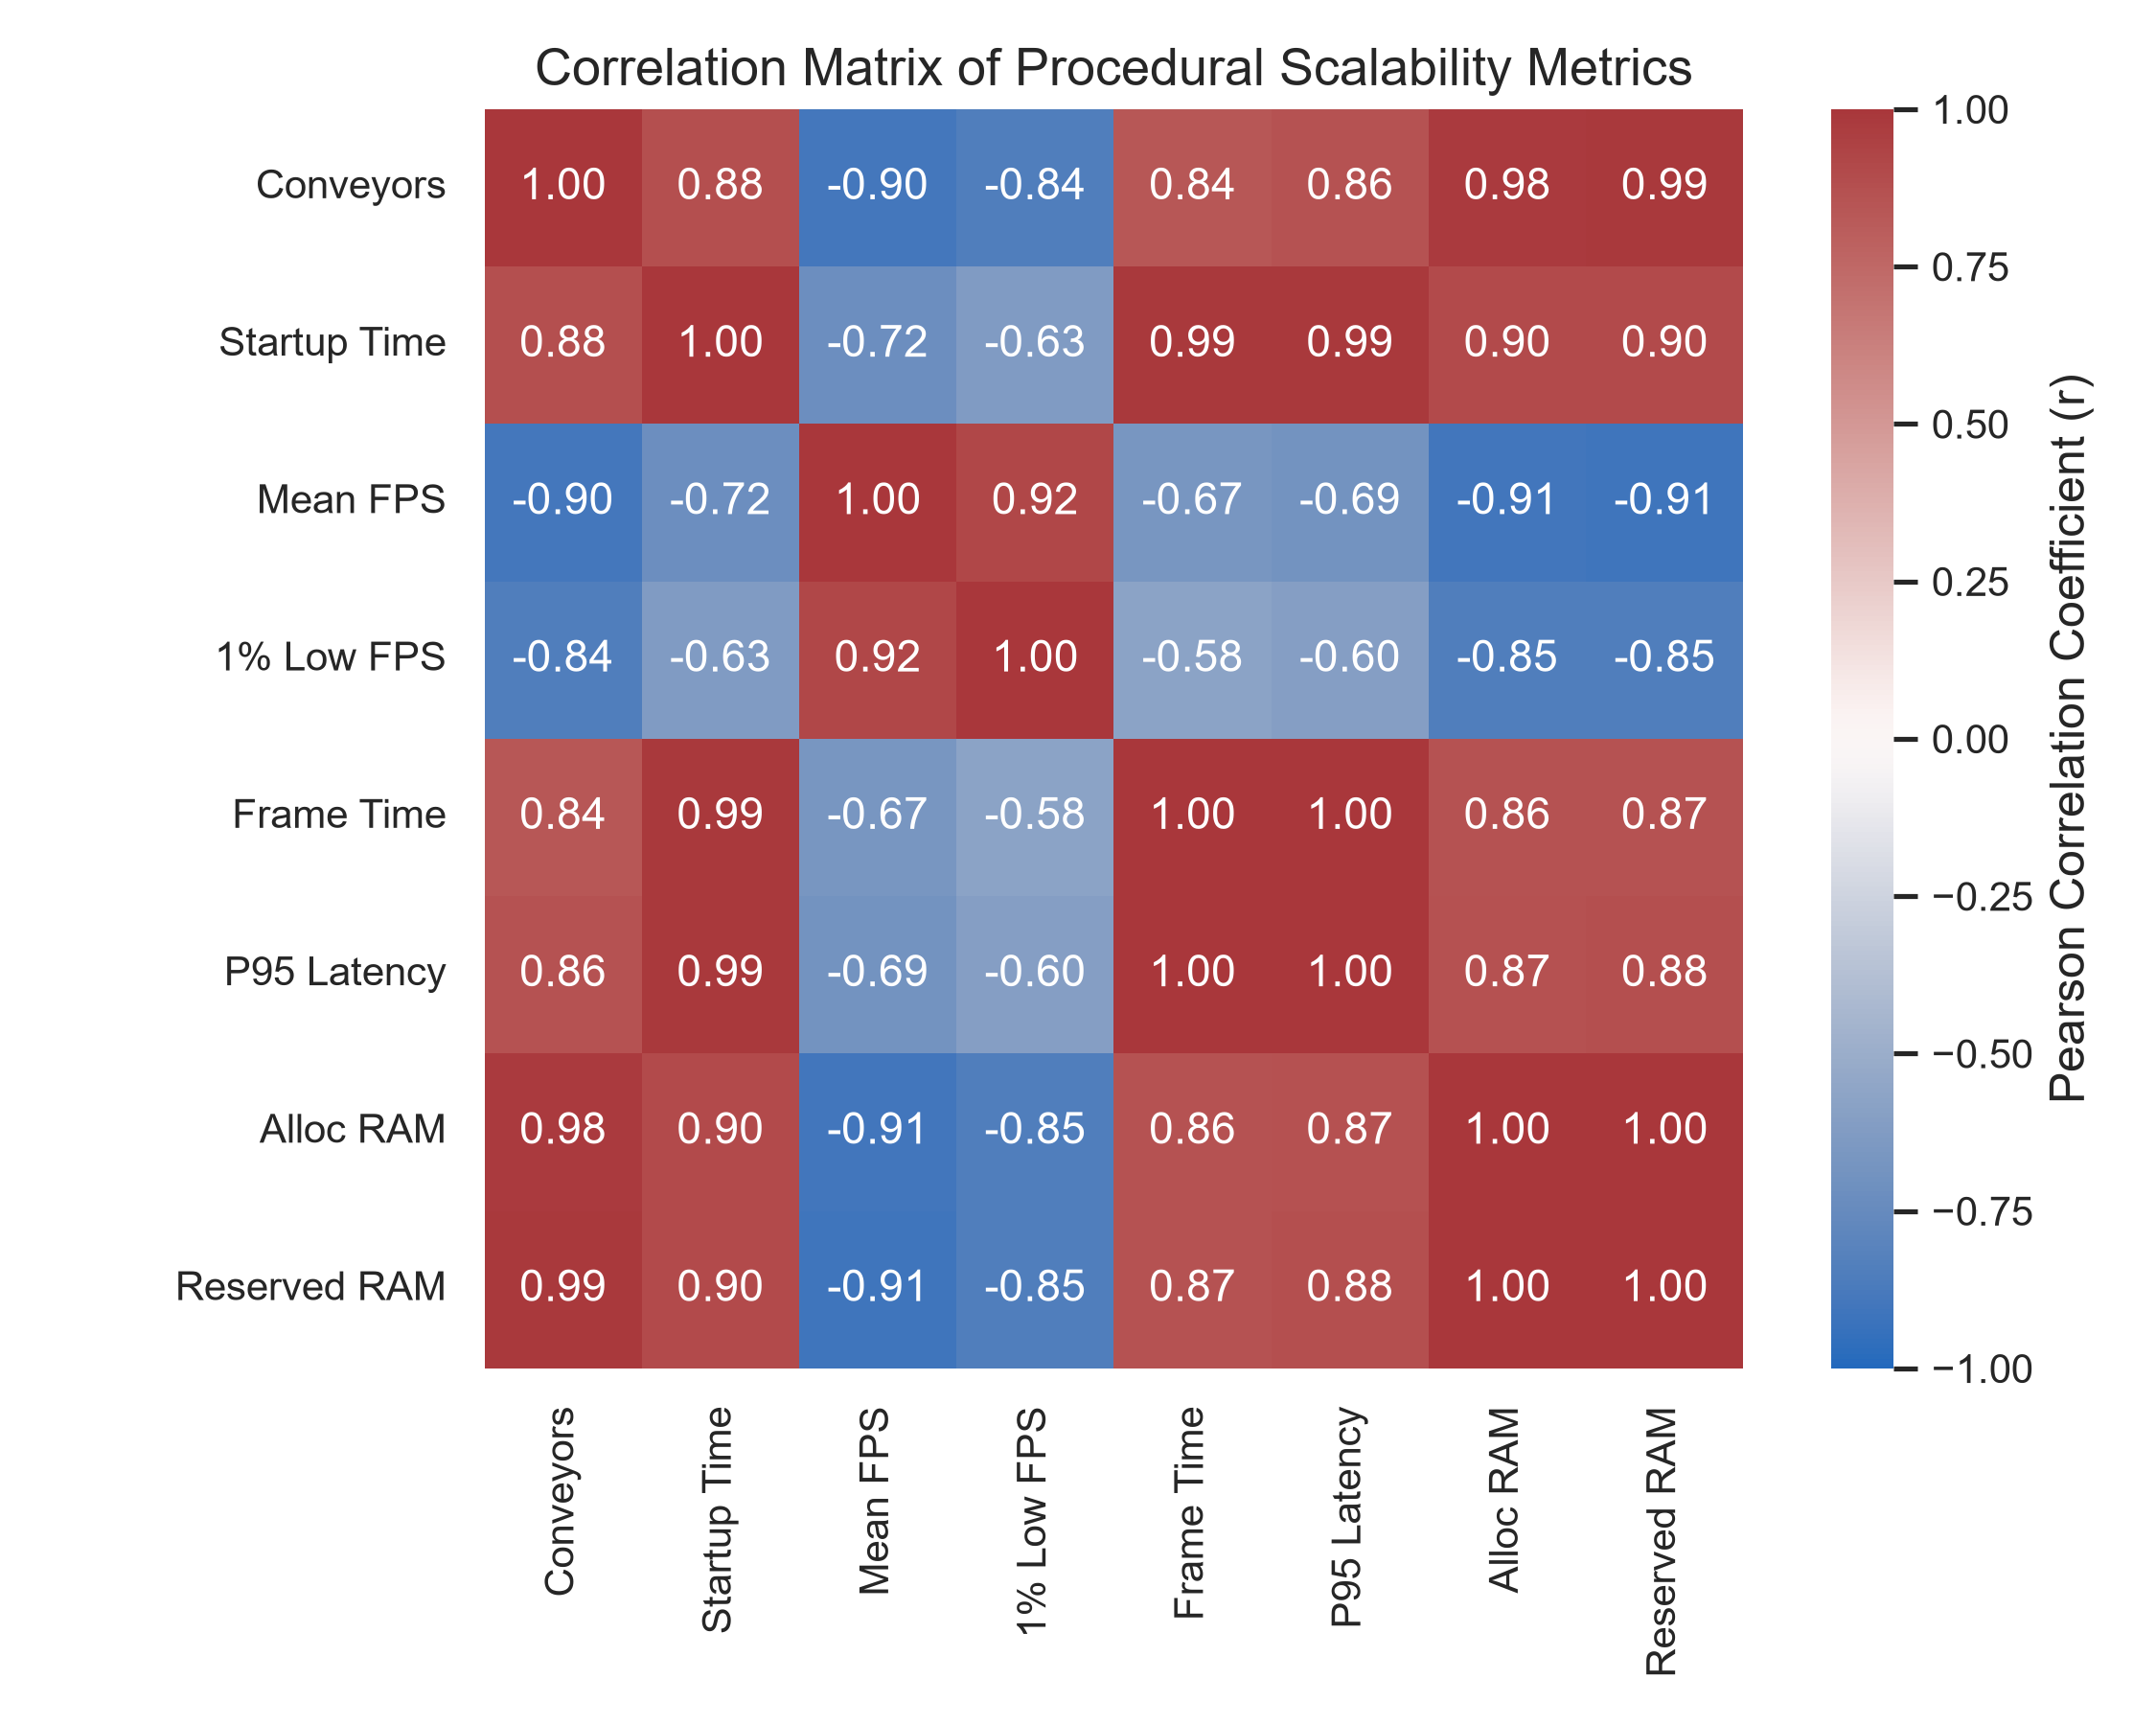 Correlation Matrix of Procedural Scalability Metrics
Conveyors 1.00 0.88 -0.90 -0.84 0.84 0.86 0.98 0.99
Startup Time 0.88 1.00 -0.72 -0.63 0.99 0.99 0.90 0.90
Mean FPS -0.90 -0.72 1.00 0.92 -0.67 -0.69 -0.91 -0.91
1% Low FPS -0.84 -0.63 0.92 1.00 -0.58 -0.60 -0.85 -0.85
Frame Time 0.84 0.99 -0.67 -0.58 1.00 1.00 0.86 0.87
P95 Latency 0.86 0.99 -0.69 -0.60 1.00 1.00 0.87 0.88
Alloc RAM 0.98 0.90 -0.91 -0.85 0.86 0.87 1.00 1.00
Reserved RAM 0.99 0.90 -0.91 -0.85 0.87 0.88 1.00 1.00
Conveyors
Startup Time
Mean FPS
1% Low FPS
Frame Time
P95 Latency
Alloc RAM
Reserved RAM
1.00
0.75
0.50
0.25
0.00
−0.25
−0.50
−0.75
−1.00
Pearson Correlation Coefficient (r)